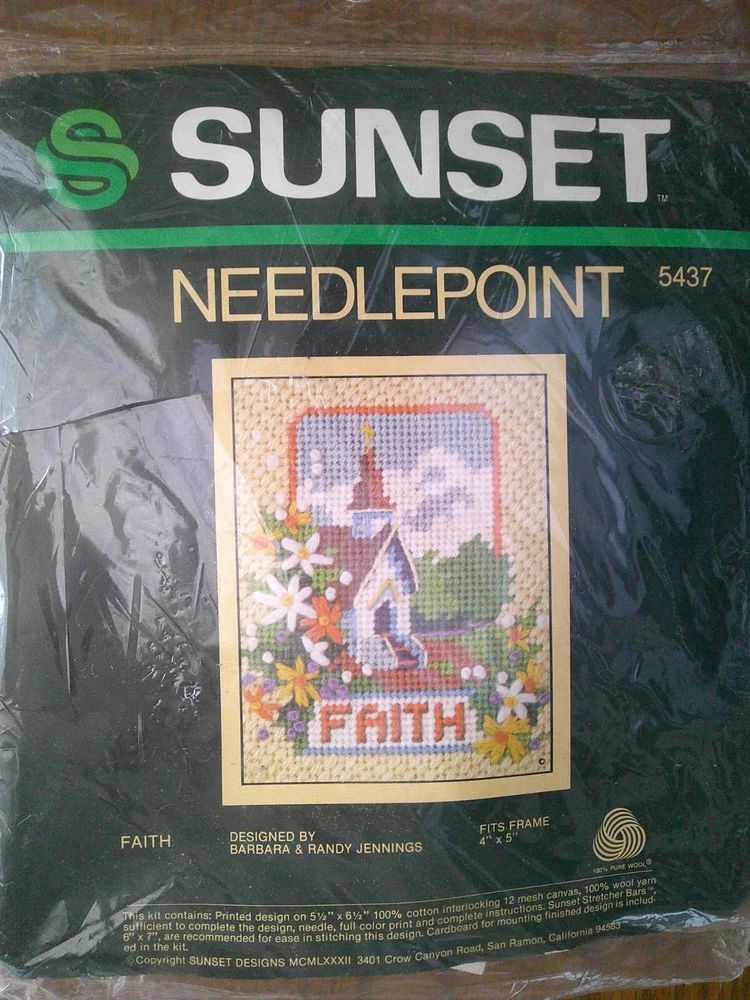 SUNSET™
NEEDLEPOINT 5437
FAITH
©
FAITH
DESIGNED BY
BARBARA & RANDY JENNINGS
FITS FRAME
4" x 5"
100% PURE WOOL®
This kit contains: Printed design on 5½" x 6½" 100% cotton interlocking 12 mesh canvas, 100% wool yarn
sufficient to complete the design, needle, full color print and complete instructions. Sunset Stretcher Bars™,
6" x 7", are recommended for ease in stitching this design. Cardboard for mounting finished design is includ-
ed in the kit.
©Copyright SUNSET DESIGNS MCMLXXXII 3401 Crow Canyon Road, San Ramon, California 94583